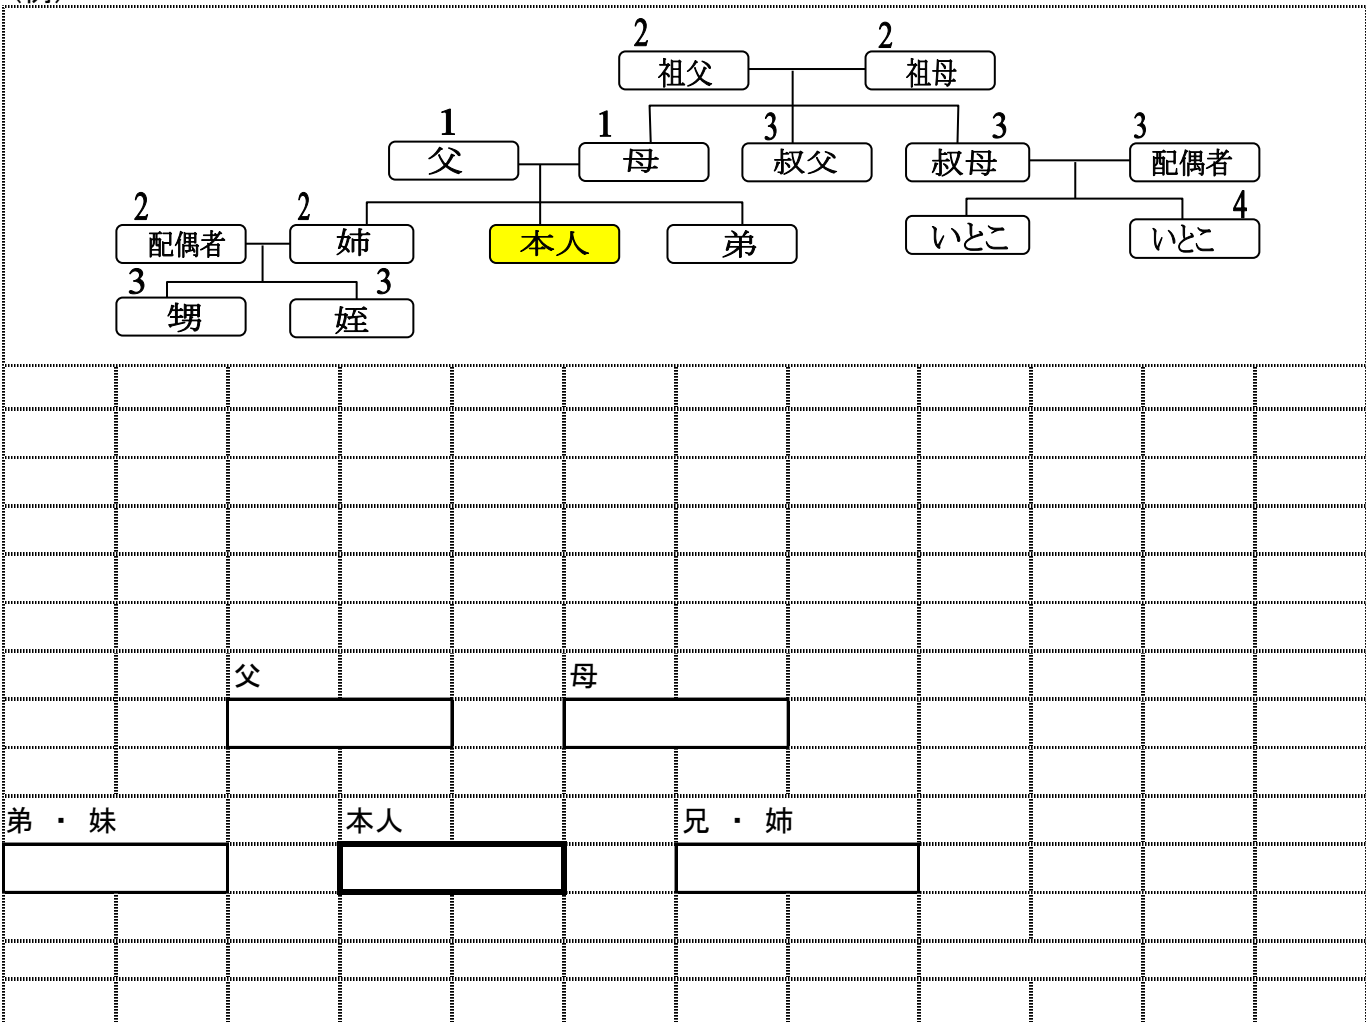 2 2
祖父 祖母
1 1 3 3 3
父 母 叔父 叔母 配偶者
2 2 4
配偶者 姉 本人 弟 いとこ いとこ
3 3
甥 姪
父 母
弟 ・ 妹 本人 兄 ・ 姉